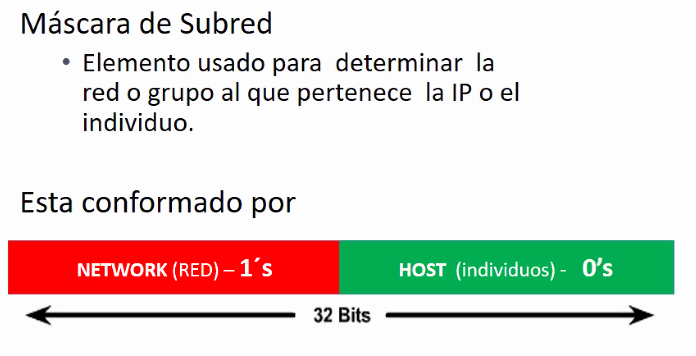 Máscara de Subred
• Elemento usado para determinar la
red o grupo al que pertenece la IP o el
individuo.
Esta conformado por
NETWORK (RED) – 1´s
HOST (individuos) - 0’s
32 Bits